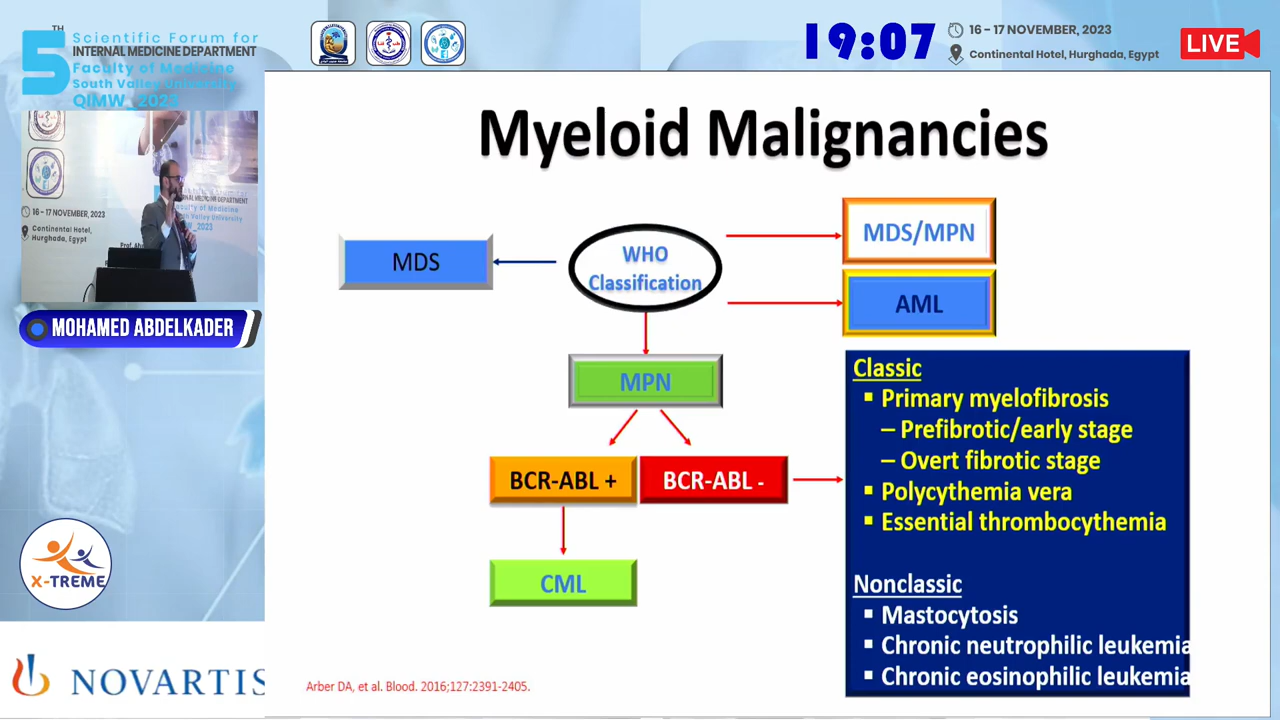 TH
5
Scientific Forum for
INTERNAL MEDICINE DEPARTMENT
Faculty of Medicine
South Valley University
QIMW_2023
19:07
16 – 17 NOVEMBER, 2023
Continental Hotel, Hurghada, Egypt
LIVE
16 – 17 NOVEMBER, 2023
Continental Hotel,
Hurghada, Egypt
MOHAMED ABDELKADER
X-TREME
NOVARTIS
Myeloid Malignancies
MDS
WHO
Classification
MDS/MPN
AML
MPN
BCR-ABL +
BCR-ABL -
CML
Classic
▪ Primary myelofibrosis
– Prefibrotic/early stage
– Overt fibrotic stage
▪ Polycythemia vera
▪ Essential thrombocythemia
Nonclassic
▪ Mastocytosis
▪ Chronic neutrophilic leukemia
▪ Chronic eosinophilic leukemia
Arber DA, et al. Blood. 2016;127:2391-2405.